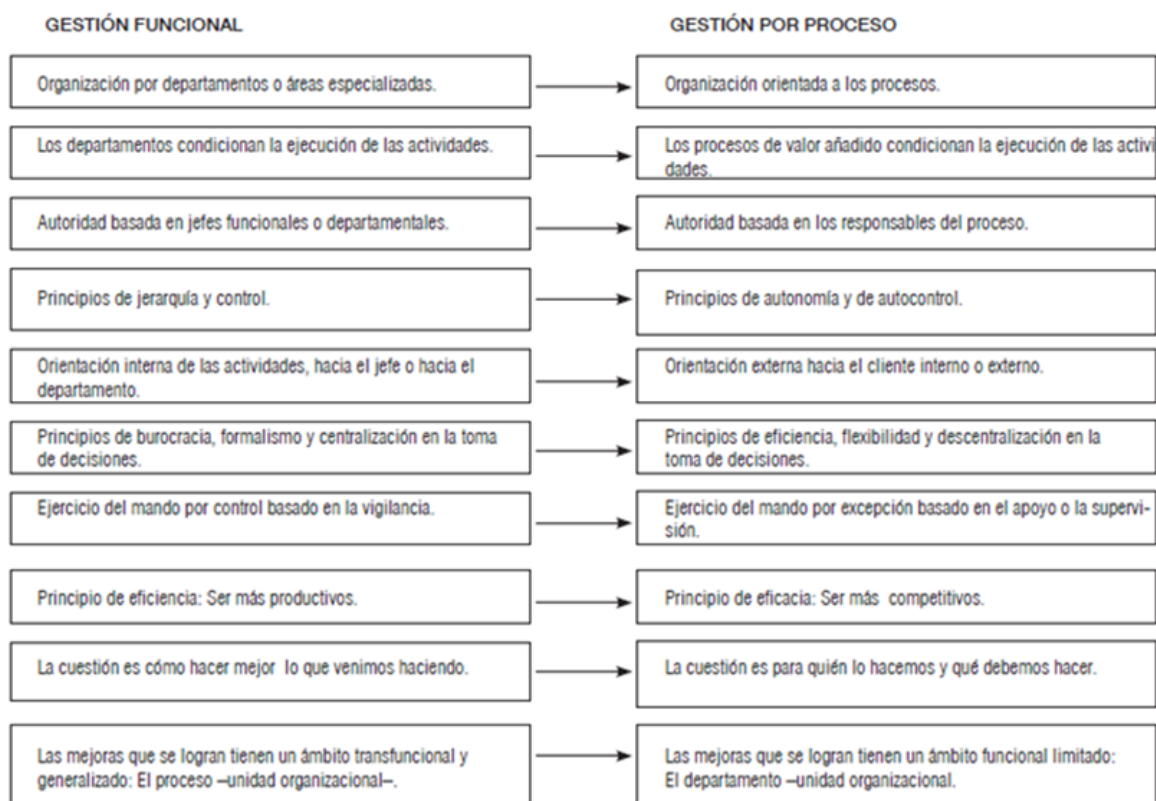 GESTIÓN FUNCIONAL
GESTIÓN POR PROCESO
Organización por departamentos o áreas especializadas.
Organización orientada a los procesos.
Los departamentos condicionan la ejecución de las actividades.
Los procesos de valor añadido condicionan la ejecución de las activi
dades.
Autoridad basada en jefes funcionales o departamentales.
Autoridad basada en los responsables del proceso.
Principios de jerarquía y control.
Principios de autonomía y de autocontrol.
Orientación interna de las actividades, hacia el jefe o hacia el
departamento.
Orientación externa hacia el cliente interno o externo.
Principios de burocracia, formalismo y centralización en la toma
de decisiones.
Principios de eficiencia, flexibilidad y descentralización en la
toma de decisiones.
Ejercicio del mando por control basado en la vigilancia.
Ejercicio del mando por excepción basado en el apoyo o la supervi-
sión.
Principio de eficiencia: Ser más productivos.
Principio de eficacia: Ser más competitivos.
La cuestión es cómo hacer mejor lo que venimos haciendo.
La cuestión es para quién lo hacemos y qué debemos hacer.
Las mejoras que se logran tienen un ámbito transfuncional y
generalizado: El proceso –unidad organizacional–.
Las mejoras que se logran tienen un ámbito funcional limitado:
El departamento –unidad organizacional.